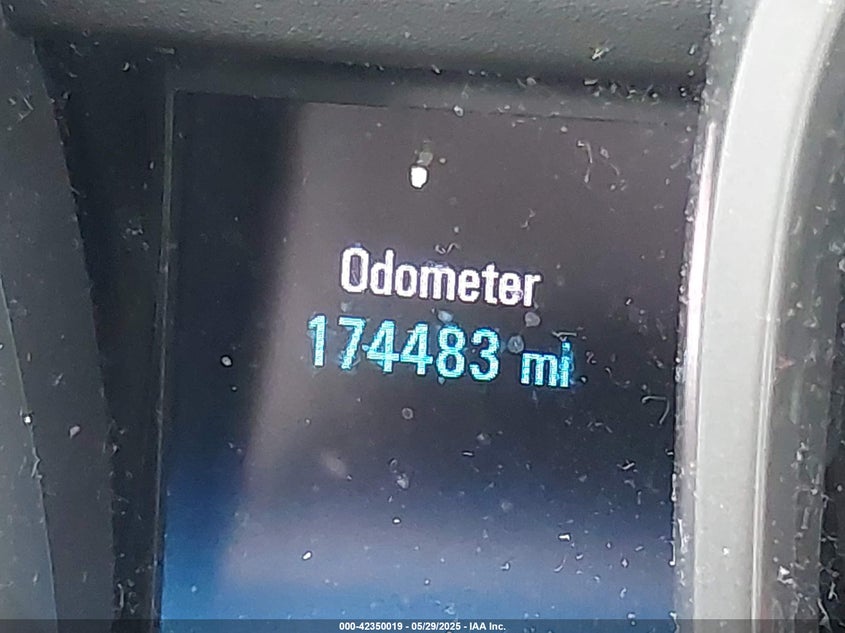 Odometer
174483 mi
000-42350019 - 05/29/2025 - IAA Inc.